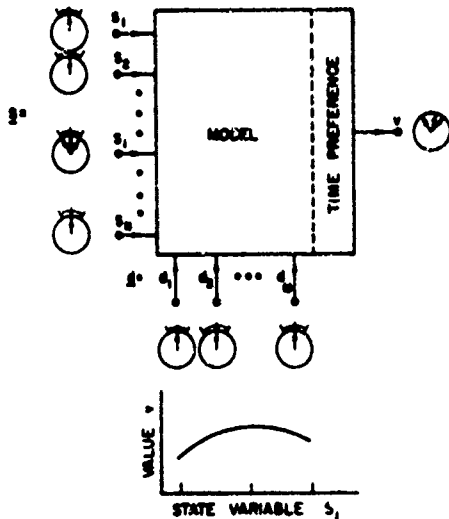 S₁
S₂
S:
Sᵢ
MODEL
TIME PREFERENCE
v
Sₙ
d:
d₁
d₂
dₘ
VALUE v
STATE VARIABLE Sᵢ